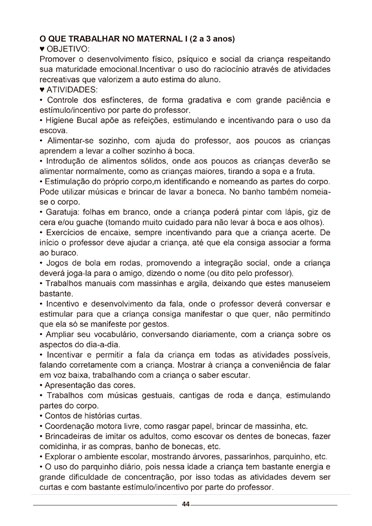 O QUE TRABALHAR NO MATERNAL I (2 a 3 anos)
♥ OBJETIVO:
Promover o desenvolvimento físico, psíquico e social da criança respeitando
sua maturidade emocional.Incentivar o uso do raciocínio através de atividades
recreativas que valorizem a auto estima do aluno.
♥ ATIVIDADES:
• Controle dos esfíncteres, de forma gradativa e com grande paciência e
estímulo/incentivo por parte do professor.
• Higiene Bucal apõe as refeições, estimulando e incentivando para o uso da
escova.
• Alimentar-se sozinho, com ajuda do professor, aos poucos as crianças
aprendem a levar a colher sozinho á boca.
• Introdução de alimentos sólidos, onde aos poucos as crianças deverão se
alimentar normalmente, como as crianças maiores, tirando a sopa e a fruta.
• Estimulação do próprio corpo,m identificando e nomeando as partes do corpo.
Pode utilizar músicas e brincar de lavar a boneca. No banho também nomeia-
se o corpo.
• Garatuja: folhas em branco, onde a criança poderá pintar com lápis, giz de
cera e/ou guache (tomando muito cuidado para não levar à boca e aos olhos).
• Exercícios de encaixe, sempre incentivando para que a criança acerte. De
início o professor deve ajudar a criança, até que ela consiga associar a forma
ao buraco.
• Jogos de bola em rodas, promovendo a integração social, onde a criança
deverá joga-la para o amigo, dizendo o nome (ou dito pelo professor).
• Trabalhos manuais com massinhas e argila, deixando que estes manuseiem
bastante.
• Incentivo e desenvolvimento da fala, onde o professor deverá conversar e
estimular para que a criança consiga manifestar o que quer, não permitindo
que ela só se manifeste por gestos.
• Ampliar seu vocabulário, conversando diariamente, com a criança sobre os
aspectos do dia-a-dia.
• Incentivar e permitir a fala da criança em todas as atividades possíveis,
falando corretamente com a criança. Mostrar à criança a conveniência de falar
em voz baixa, trabalhando com a criança o saber escutar.
• Apresentação das cores.
• Trabalhos com músicas gestuais, cantigas de roda e dança, estimulando
partes do corpo.
• Contos de histórias curtas.
• Coordenação motora livre, como rasgar papel, brincar de massinha, etc.
• Brincadeiras de imitar os adultos, como escovar os dentes de bonecas, fazer
comidinha, ir as compras, banho de bonecas, etc.
• Explorar o ambiente escolar, mostrando árvores, passarinhos, parquinho, etc.
• O uso do parquinho diário, pois nessa idade a criança tem bastante energia e
grande dificuldade de concentração, por isso todas as atividades devem ser
curtas e com bastante estímulo/incentivo por parte do professor.
44